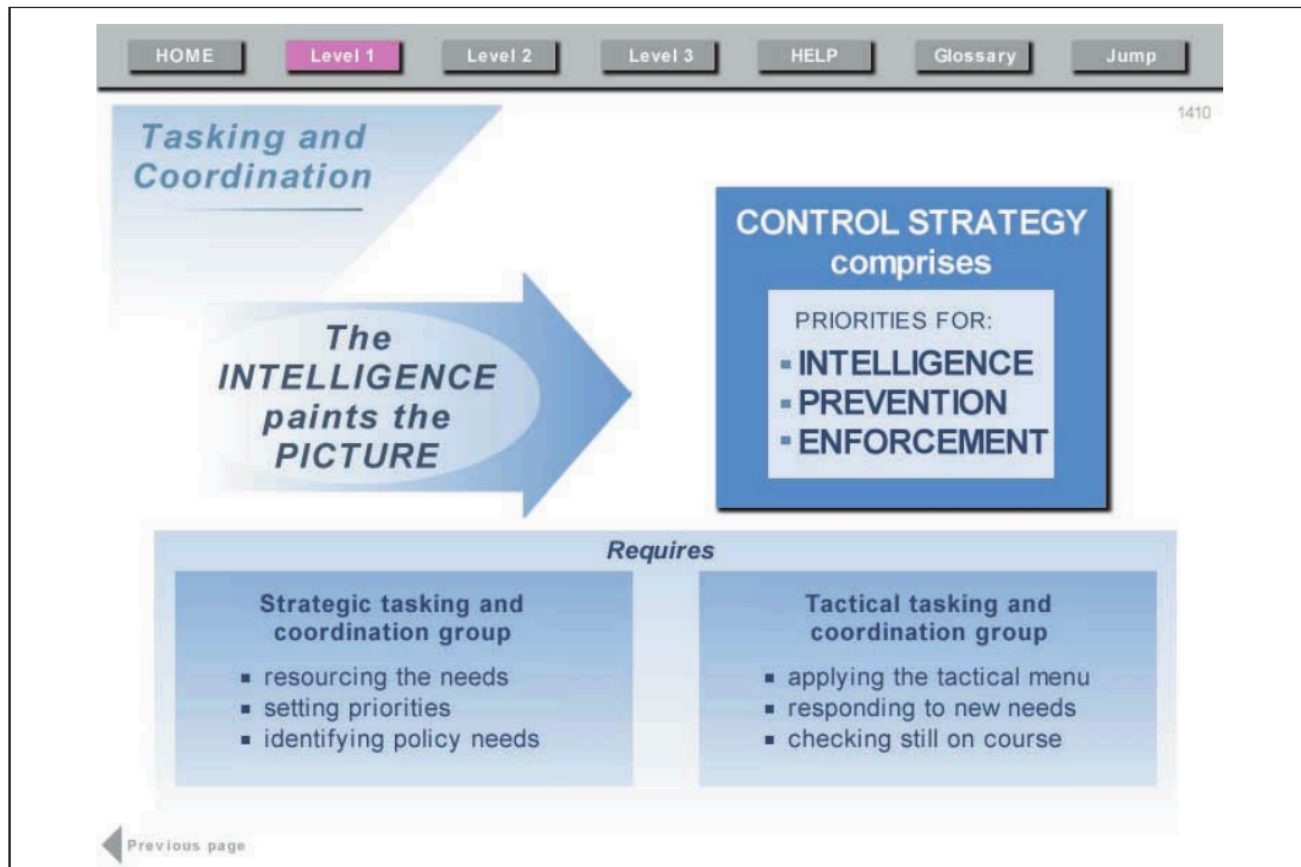 HOME Level 1 Level 2 Level 3 HELP Glossary Jump
1410
Tasking and
Coordination
The
INTELLIGENCE
paints the
PICTURE
CONTROL STRATEGY
comprises
PRIORITIES FOR:
▪ INTELLIGENCE
▪ PREVENTION
▪ ENFORCEMENT
Requires
Strategic tasking and
coordination group
▪ resourcing the needs
▪ setting priorities
▪ identifying policy needs
Tactical tasking and
coordination group
▪ applying the tactical menu
▪ responding to new needs
▪ checking still on course
Previous page